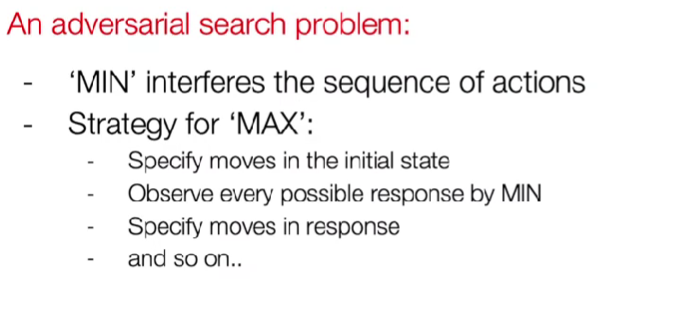 An adversarial search problem:
- ‘MIN’ interferes the sequence of actions
- Strategy for ‘MAX’:
- Specify moves in the initial state
- Observe every possible response by MIN
- Specify moves in response
- and so on..